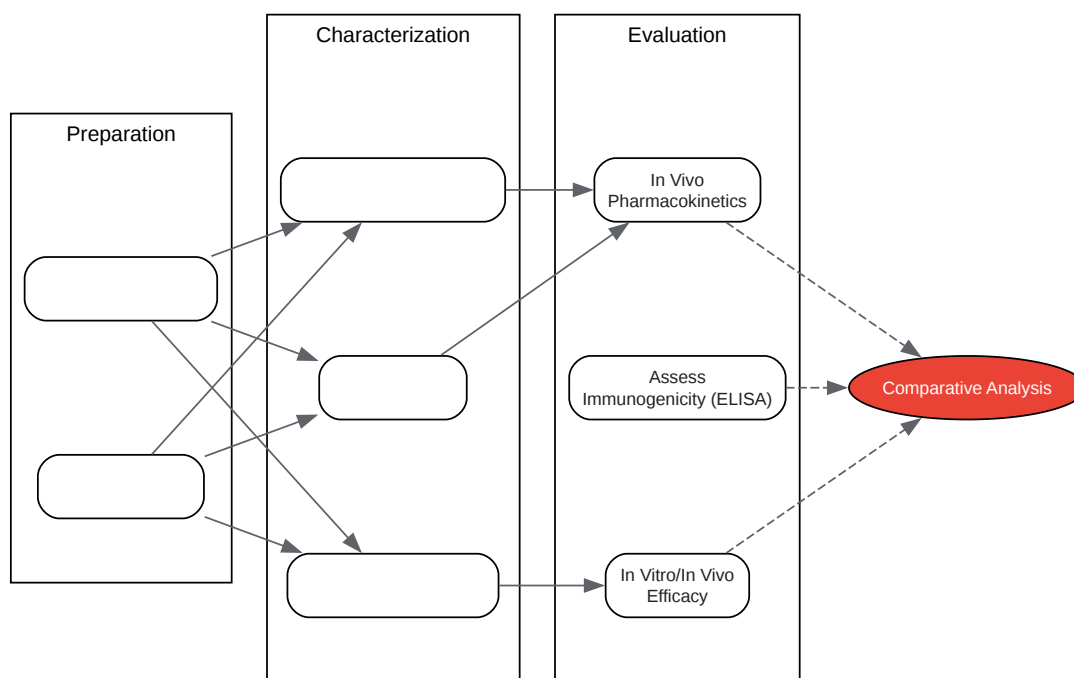 Characterization
Evaluation
Preparation
In Vivo
Pharmacokinetics
Assess
Immunogenicity (ELISA)
Comparative Analysis
In Vitro/In Vivo
Efficacy